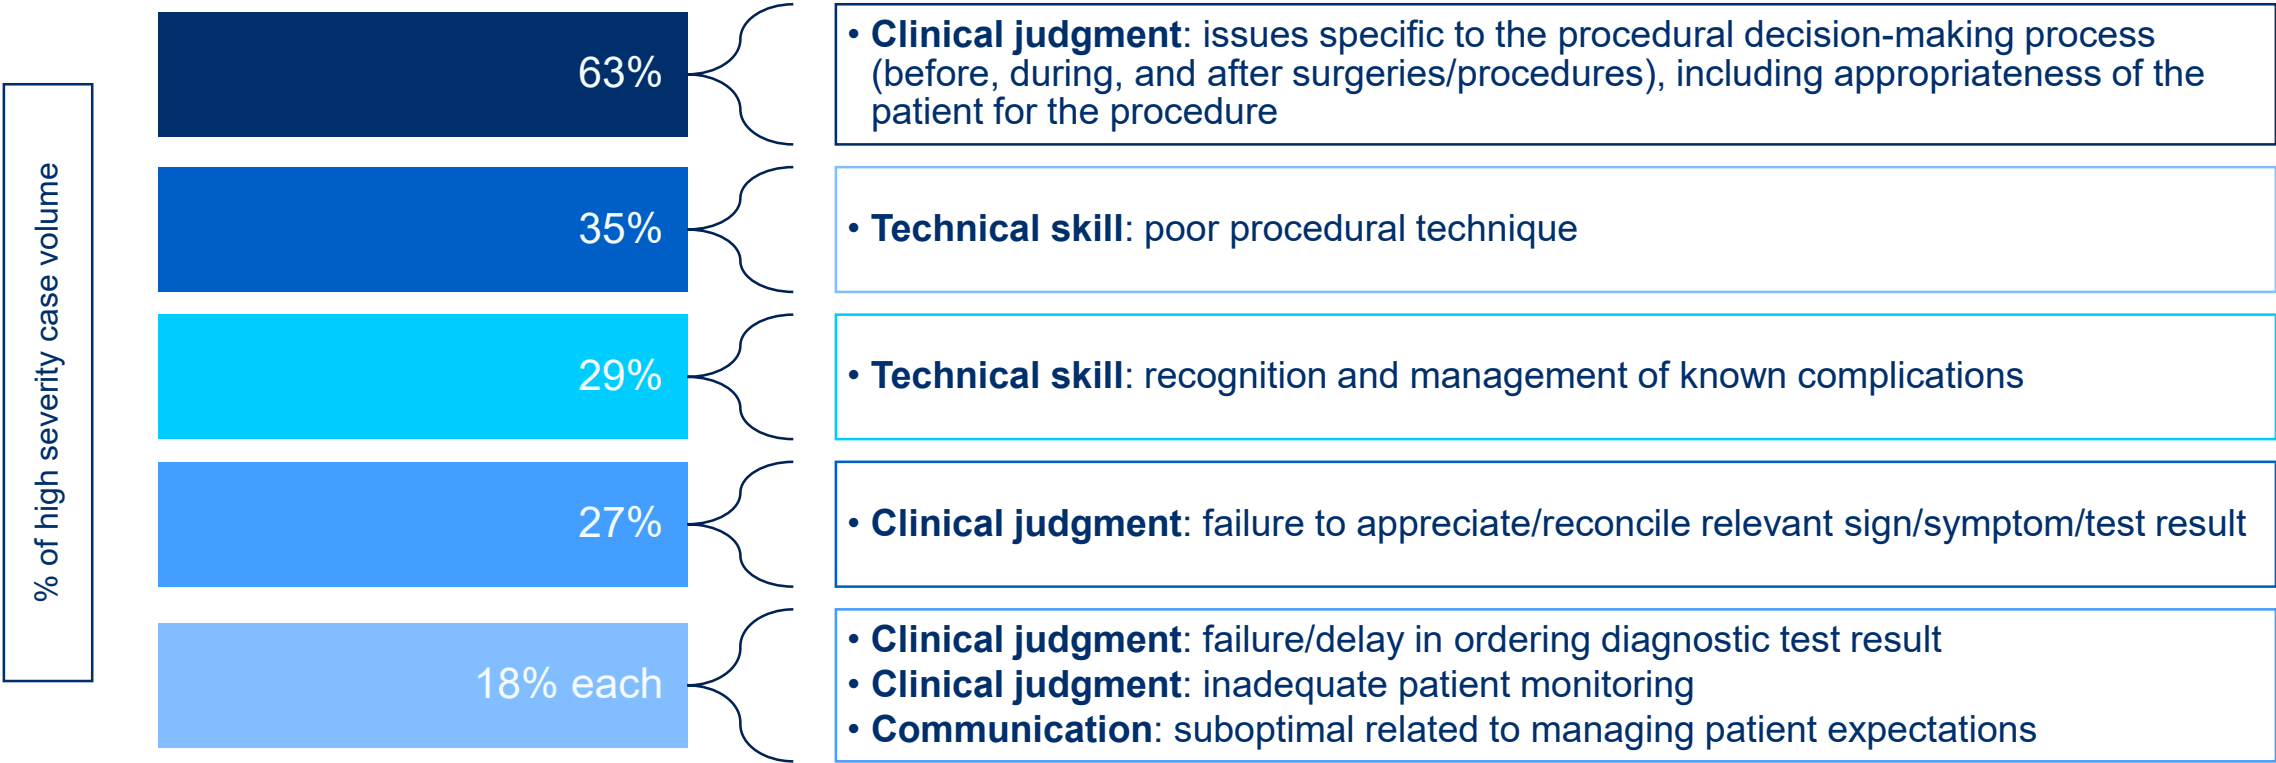 % of high severity case volume
63%
• Clinical judgment: issues specific to the procedural decision-making process
(before, during, and after surgeries/procedures), including appropriateness of the
patient for the procedure
35%
• Technical skill: poor procedural technique
29%
• Technical skill: recognition and management of known complications
27%
• Clinical judgment: failure to appreciate/reconcile relevant sign/symptom/test result
18% each
• Clinical judgment: failure/delay in ordering diagnostic test result
• Clinical judgment: inadequate patient monitoring
• Communication: suboptimal related to managing patient expectations